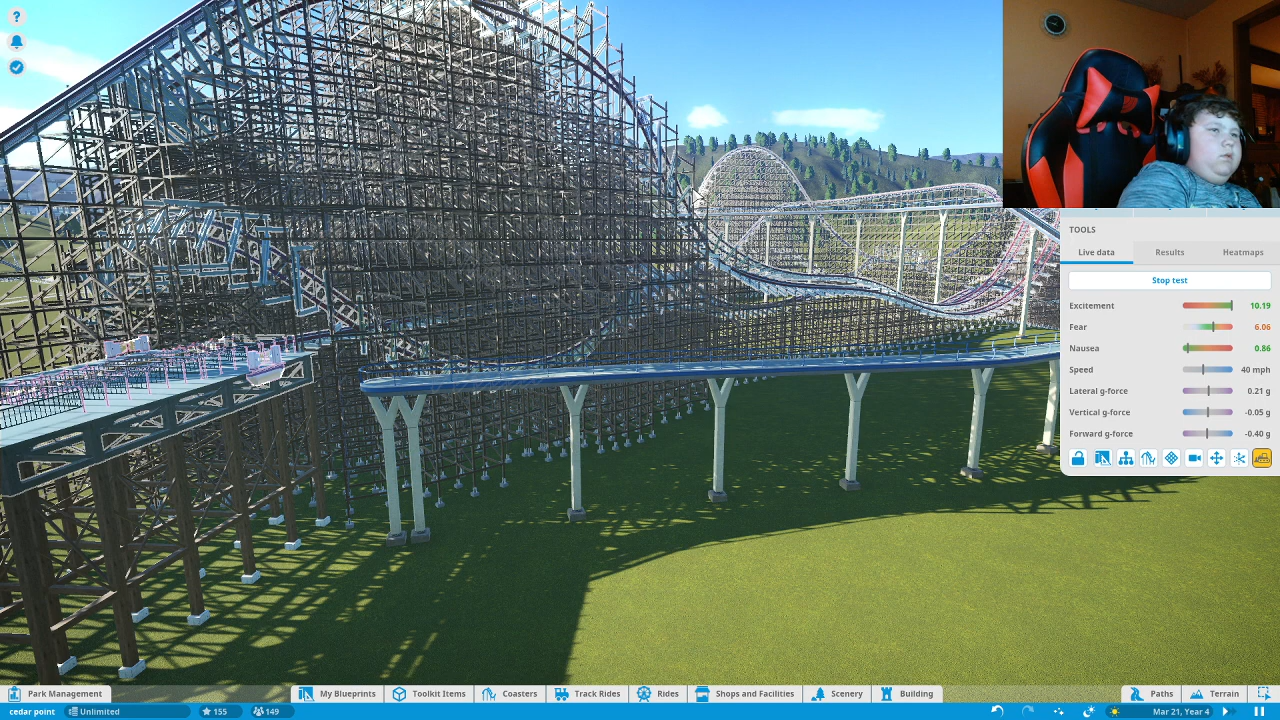 ?
TOOLS
Live data Results Heatmaps
Stop test
Excitement 10.19
Fear 6.06
Nausea 0.86
Speed 40 mph
Lateral g-force 0.21 g
Vertical g-force -0.05 g
Forward g-force -0.40 g
Park Management My Blueprints Toolkit Items Coasters Track Rides Rides Shops and Facilities Scenery Building Paths Terrain
cedar point Unlimited 155 149 Mar 21, Year 4